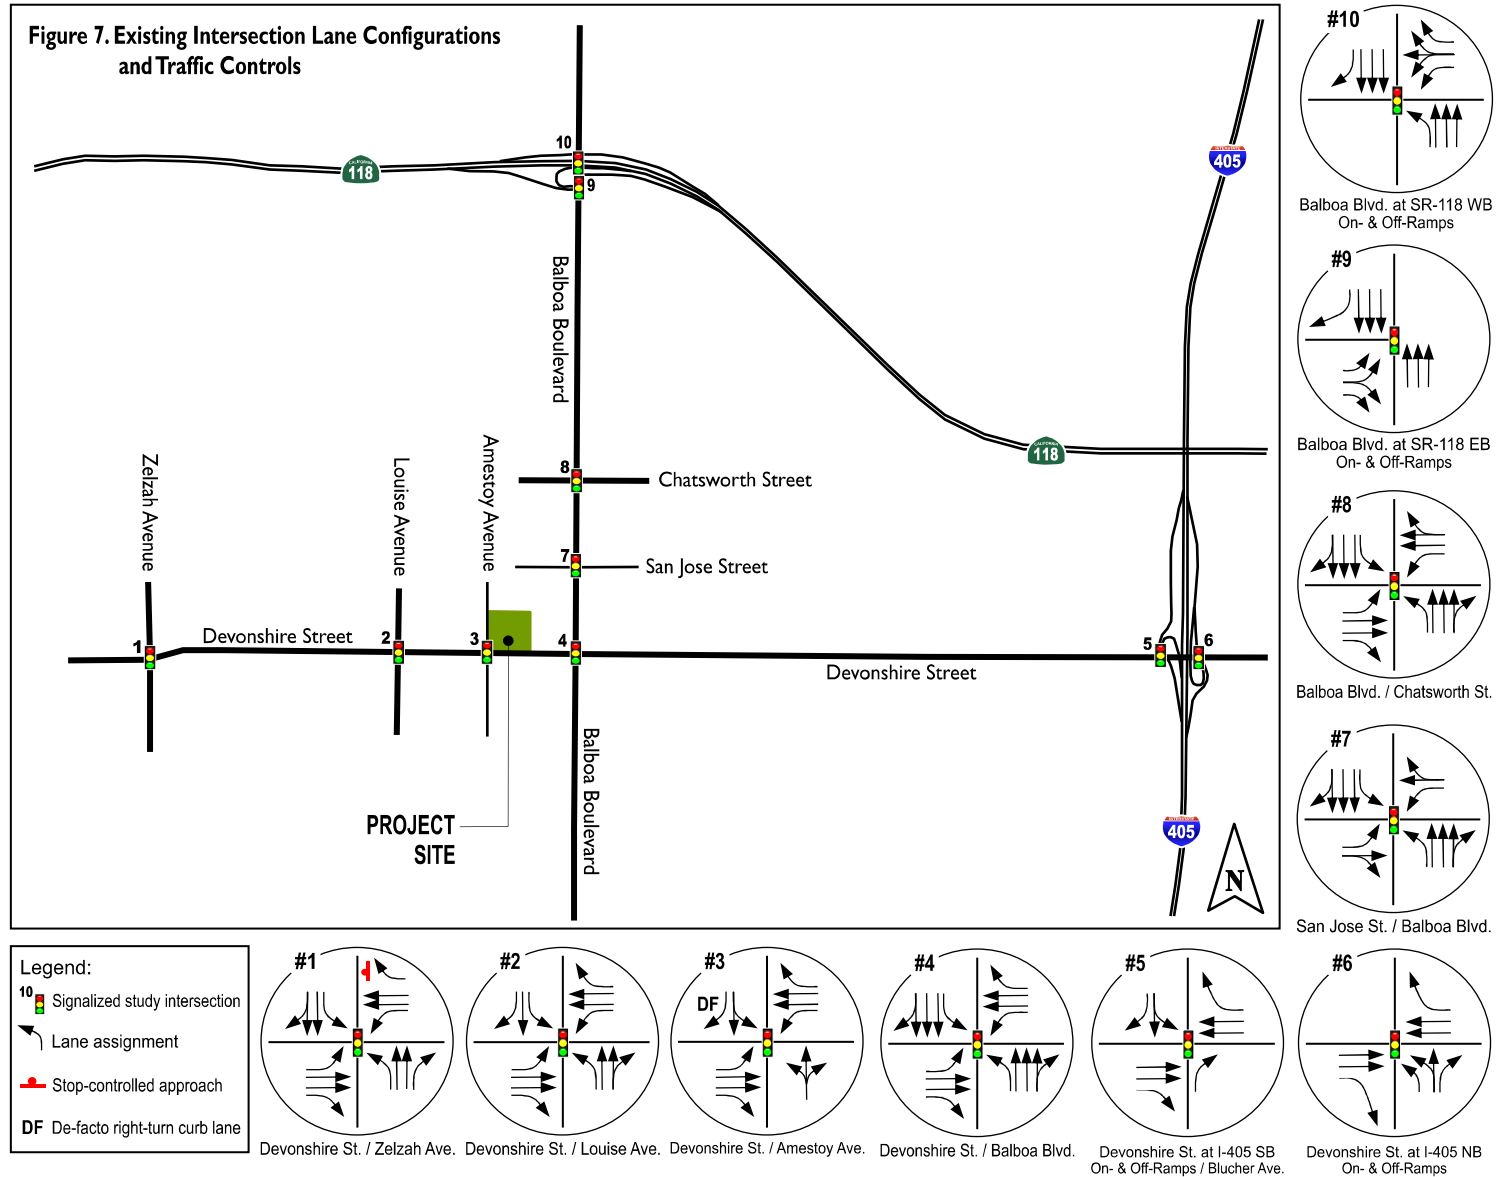 Figure 7. Existing Intersection Lane Configurations
and Traffic Controls
10
CALIFORNIA
118
9
INTERSTATE
405
Balboa Boulevard
CALIFORNIA
118
8
Chatsworth Street
Zelzah Avenue
Louise Avenue
Amestoy Avenue
7
San Jose Street
1
Devonshire Street
2
3
4
5
6
Devonshire Street
Balboa Boulevard
PROJECT
SITE
INTERSTATE
405
N
#10
Balboa Blvd. at SR-118 WB
On- & Off-Ramps
#9
Balboa Blvd. at SR-118 EB
On- & Off-Ramps
#8
Balboa Blvd. / Chatsworth St.
#7
San Jose St. / Balboa Blvd.
Legend:
10
Signalized study intersection
Lane assignment
Stop-controlled approach
DF De-facto right-turn curb lane
#1
Devonshire St. / Zelzah Ave.
#2
Devonshire St. / Louise Ave.
#3
DF
Devonshire St. / Amestoy Ave.
#4
Devonshire St. / Balboa Blvd.
#5
Devonshire St. at I-405 SB
On- & Off-Ramps / Blucher Ave.
#6
Devonshire St. at I-405 NB
On- & Off-Ramps